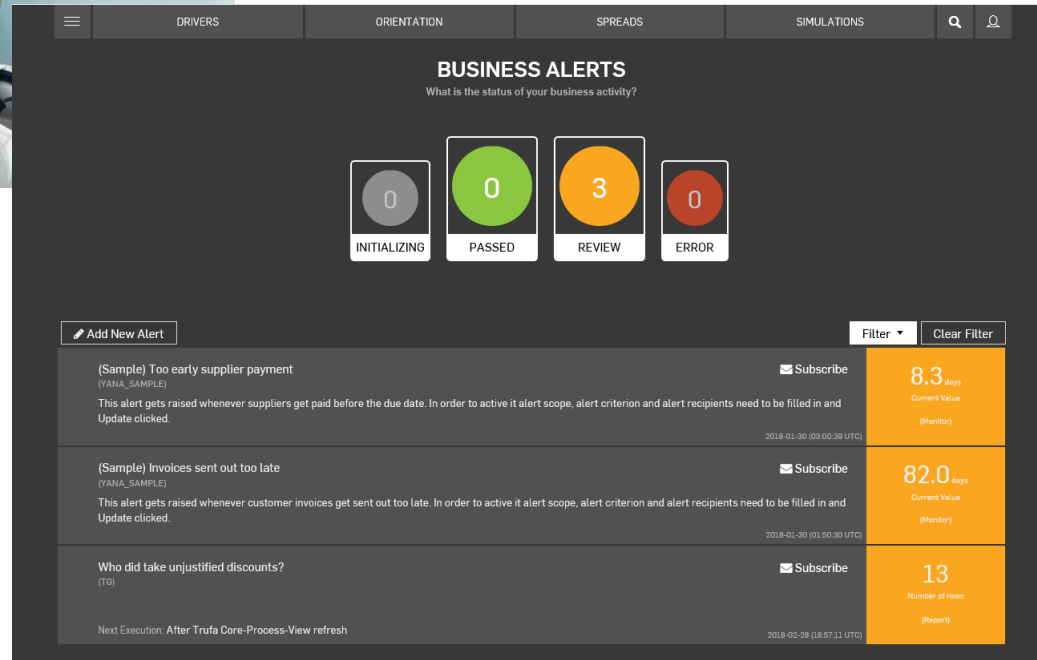 DRIVERS
ORIENTATION
SPREADS
SIMULATIONS
BUSINESS ALERTS
What is the status of your business activity?
0
0
3
0
INITIALIZING
PASSED
REVIEW
ERROR
Add New Alert
Filter
Clear Filter
(Sample) Too early supplier payment
Subscribe
(YANA_SAMPLE)
This alert gets raised whenever suppliers get paid before the due date. In order to active it alert scope, alert criterion and alert recipients need to be filled in and
Update clicked.
2018-01-30 (03:00:39 UTC)
8.3 days
Current Value
(Monitor)
(Sample) Invoices sent out too late
Subscribe
(YANA_SAMPLE)
This alert gets raised whenever customer invoices get sent out too late. In order to active it alert scope, alert criterion and alert recipients need to be filled in and
Update clicked.
2018-01-30 (01:50:30 UTC)
82.0 days
Current Value
(Monitor)
Who did take unjustified discounts?
Subscribe
(TG)
Next Execution: After Trufa Core-Process-View refresh
2018-02-28 (18:57:11 UTC)
13
Number of rows
(Report)